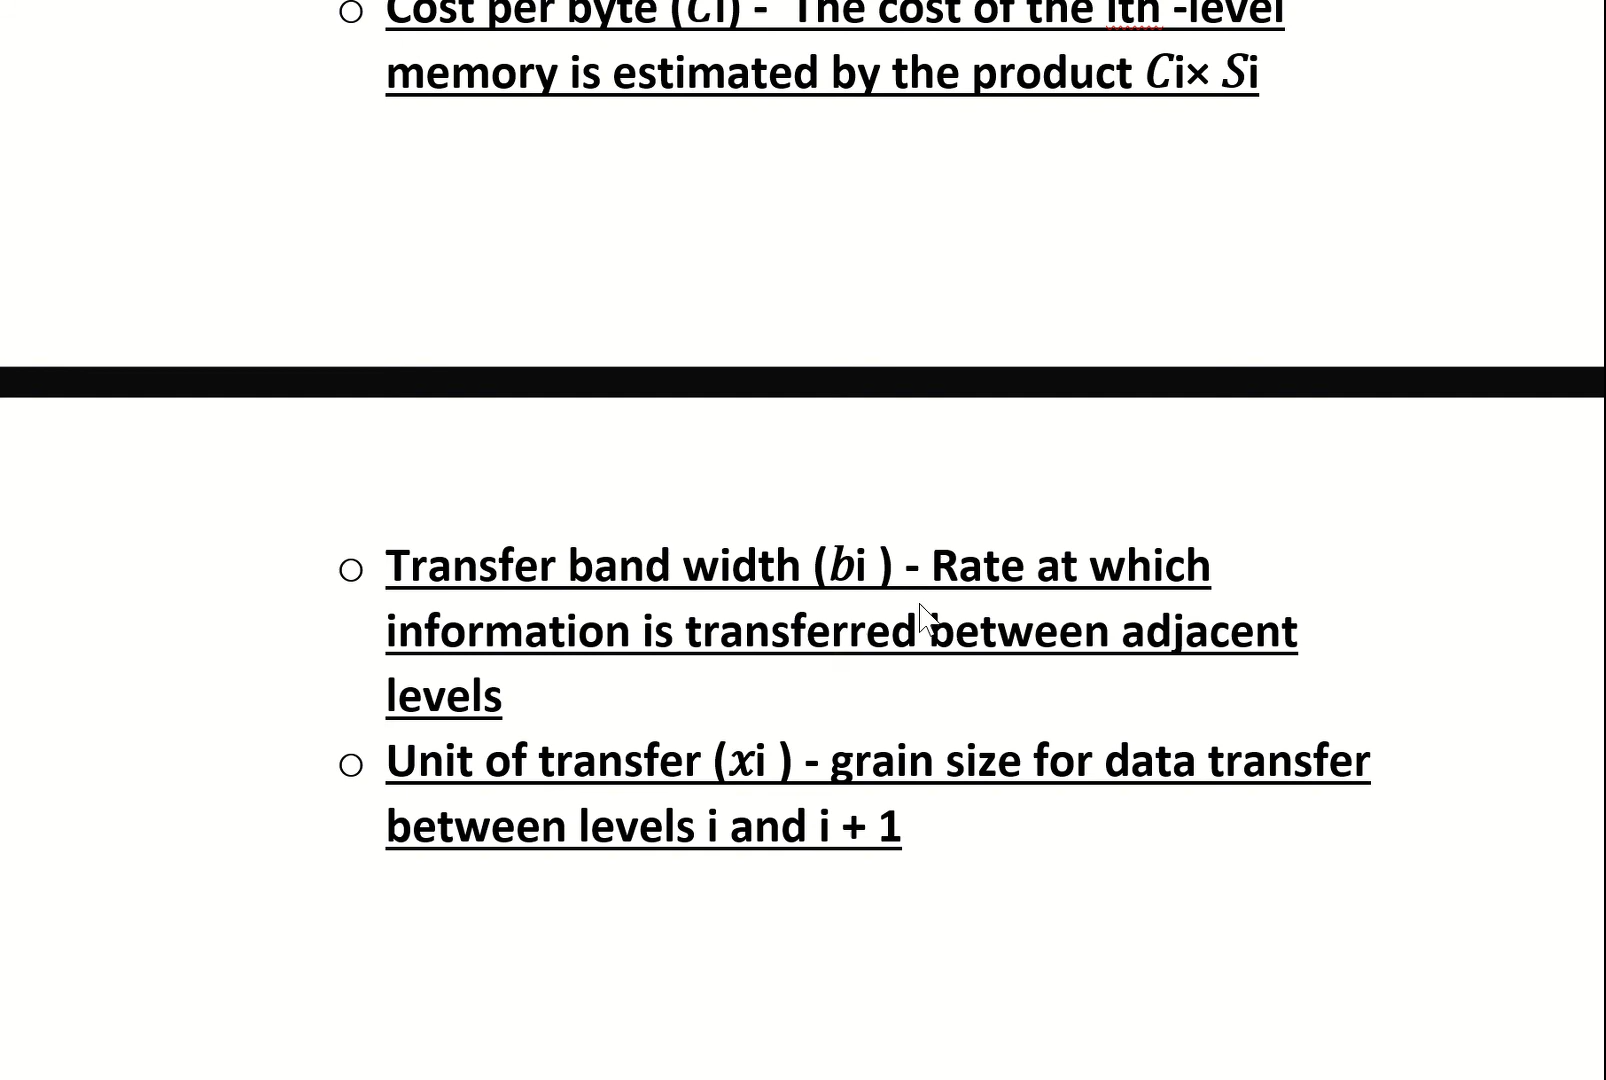 ○ Cost per byte (𝐶i) - The cost of the ith -level
memory is estimated by the product 𝐶i× 𝑆i
○ Transfer band width (𝑏i ) - Rate at which
information is transferred between adjacent
levels
○ Unit of transfer (𝑥i ) - grain size for data transfer
between levels i and i + 1